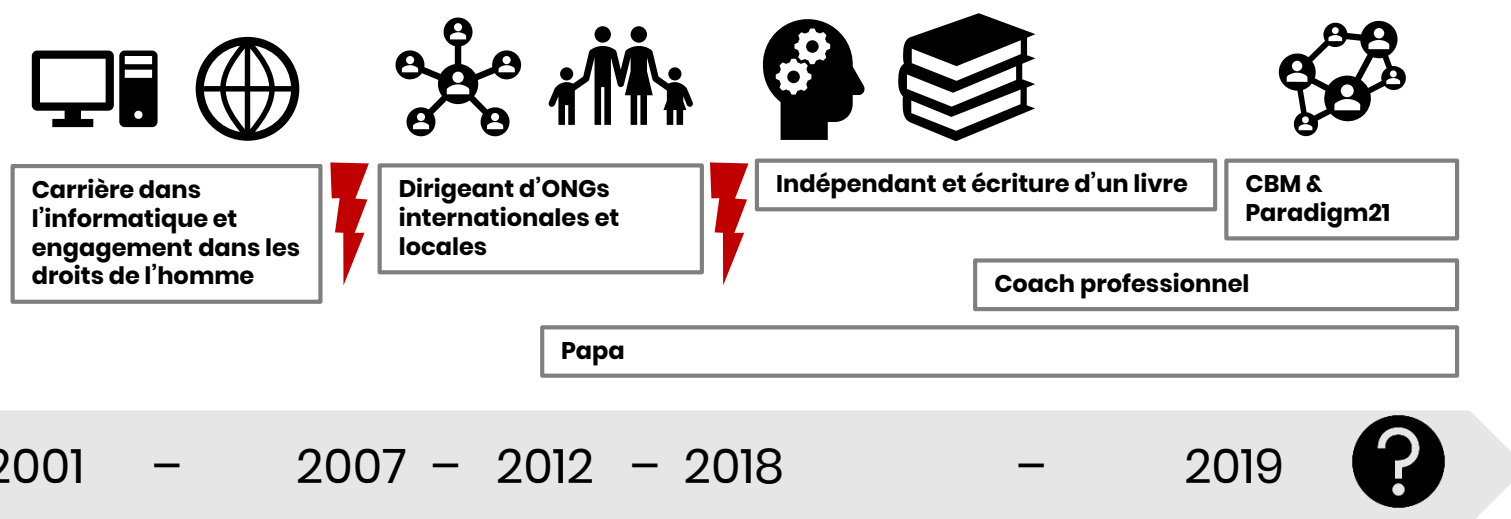 Carrière dans
l’informatique et
engagement dans les
droits de l’homme
Dirigeant d’ONGs
internationales et
locales
Indépendant et écriture d’un livre
CBM &
Paradigm21
Coach professionnel
Papa
2001 – 2007 – 2012 – 2018 – 2019 ?